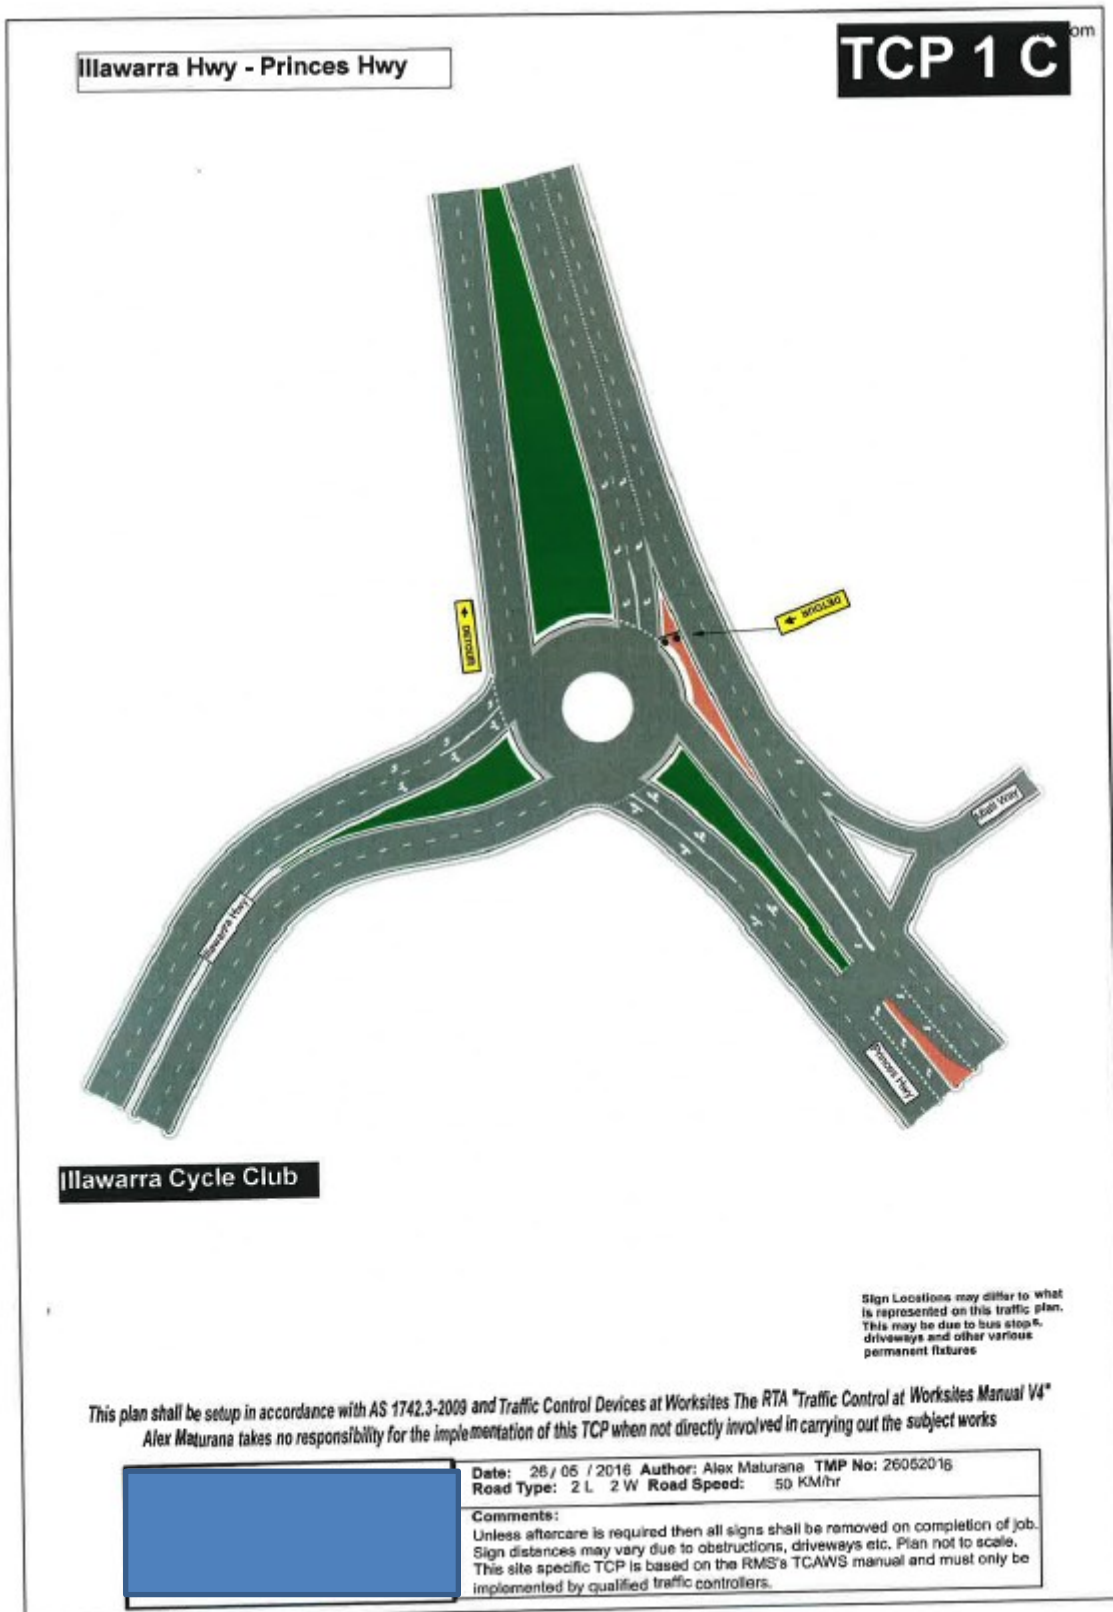 om
Illawarra Hwy - Princes Hwy
TCP 1 C
← DETOUR
← DETOUR
Illawarra Hwy
Princes Hwy
Illawarra Cycle Club
Sign Locations may differ to what
is represented on this traffic plan.
This may be due to bus stops,
driveways and other various
permanent fixtures
This plan shall be setup in accordance with AS 1742.3-2009 and Traffic Control Devices at Worksites The RTA "Traffic Control at Worksites Manual V4"
Alex Maturana takes no responsibility for the implementation of this TCP when not directly involved in carrying out the subject works
Date: 26/ 05 / 2016 Author: Alex Maturana TMP No: 26052016
Road Type: 2 L 2 W Road Speed: 50 KM/hr
Comments:
Unless aftercare is required then all signs shall be removed on completion of job.
Sign distances may vary due to obstructions, driveways etc. Plan not to scale.
This site specific TCP is based on the RMS's TCAWS manual and must only be
implemented by qualified traffic controllers.